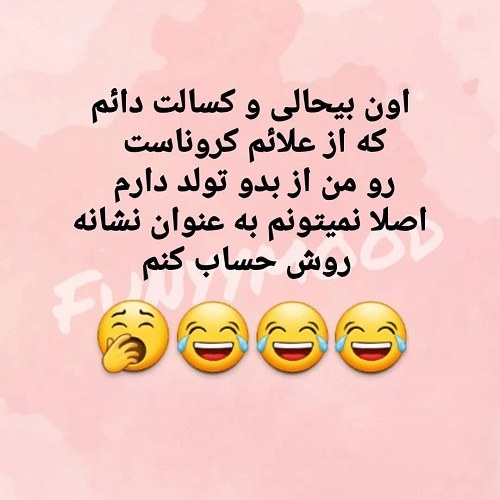 اون بیحالی و کسالت دائم
که از علائم کروناست
رو من از بدو تولد دارم
اصلا نمیتونم به عنوان نشانه
روش حساب کنم